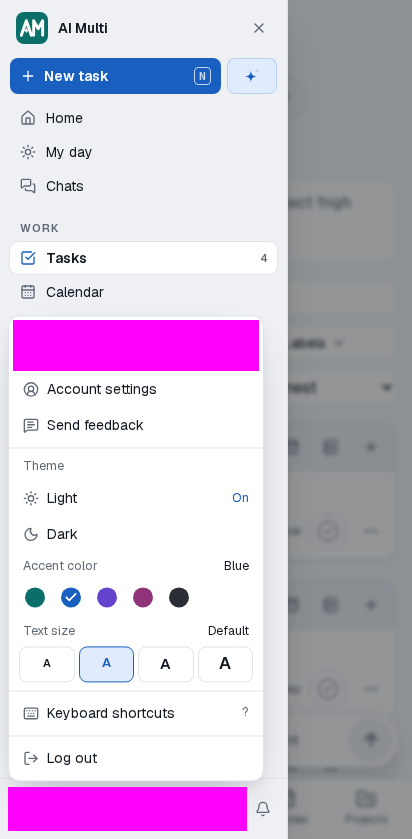 AM AI Multi
New task N
Home
My day
Chats
WORK
Tasks 4
Calendar
Account settings
Send feedback
Theme
Light On
Dark
Accent color Blue
Text size Default
A A A A
Keyboard shortcuts ?
Log out
Projects